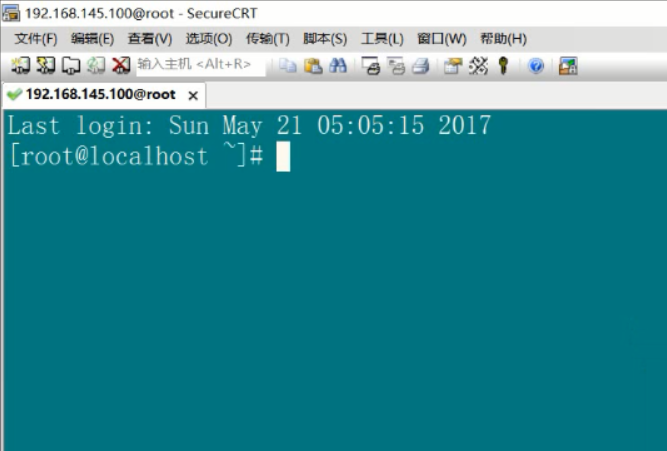 192.168.145.100@root - SecureCRT
文件(F) 编辑(E) 查看(V) 选项(O) 传输(T) 脚本(S) 工具(L) 窗口(W) 帮助(H)
输入主机 <Alt+R>
192.168.145.100@root ×
Last login: Sun May 21 05:05:15 2017
[root@localhost ~]#